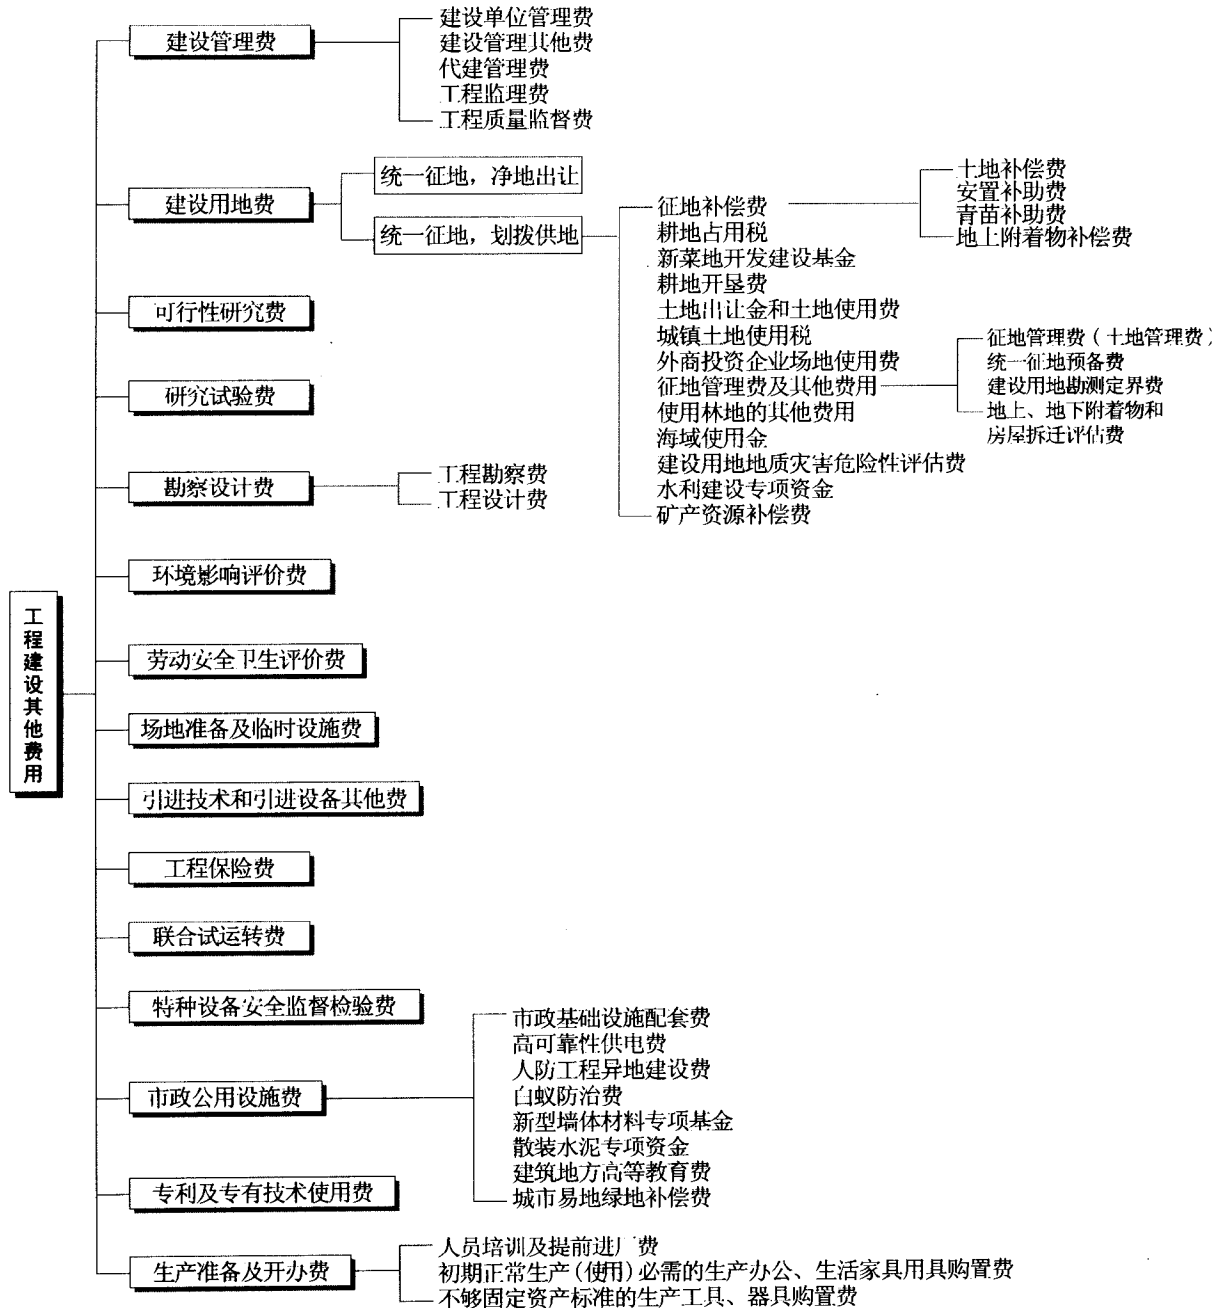 工程建设其他费用
建设管理费
建设单位管理费
建设管理其他费
代建管理费
工程监理费
工程质量监督费
建设用地费
统一征地，净地出让
统一征地，划拨供地
征地补偿费
土地补偿费
安置补助费
青苗补助费
地上附着物补偿费
耕地占用税
新菜地开发建设基金
耕地开垦费
土地出让金和土地使用费
城镇土地使用税
外商投资企业场地使用费
征地管理费及其他费用
征地管理费（土地管理费）
统一征地预备费
建设用地勘测定界费
地上、地下附着物和
房屋拆迁评估费
使用林地的其他费用
海域使用金
建设用地地质灾害危险性评估费
水利建设专项资金
矿产资源补偿费
可行性研究费
研究试验费
勘察设计费
工程勘察费
工程设计费
环境影响评价费
劳动安全卫生评价费
场地准备及临时设施费
引进技术和引进设备其他费
工程保险费
联合试运转费
特种设备安全监督检验费
市政公用设施费
市政基础设施配套费
高可靠性供电费
人防工程异地建设费
白蚁防治费
新型墙体材料专项基金
散装水泥专项资金
建筑地方高等教育费
城市易地绿地补偿费
专利及专有技术使用费
生产准备及开办费
人员培训及提前进厂费
初期正常生产(使用)必需的生产办公、生活家具用具购置费
不够固定资产标准的生产工具、器具购置费